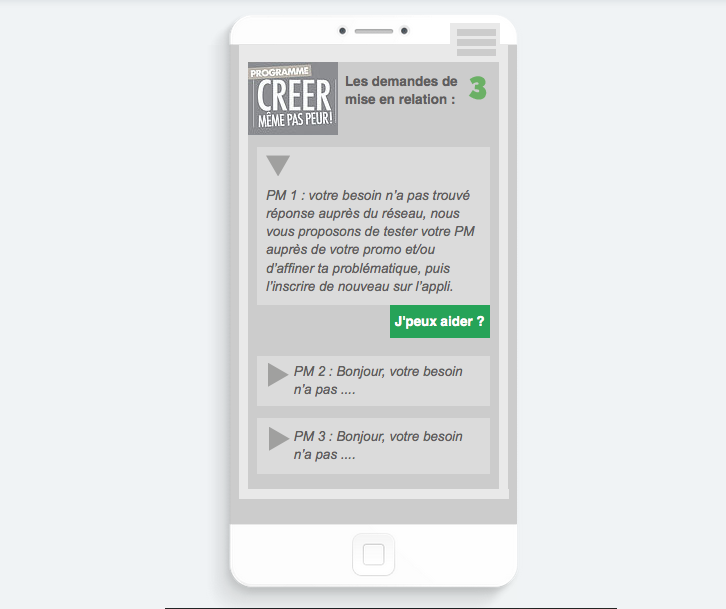 PROGRAMME
CREER
MÊME PAS PEUR!
Les demandes de
mise en relation :
3
PM 1 : votre besoin n'a pas trouvé
réponse auprès du réseau, nous
vous proposons de tester votre PM
auprès de votre promo et/ou
d'affiner ta problématique, puis
l'inscrire de nouveau sur l'appli.
J'peux aider ?
PM 2 : Bonjour, votre besoin
n'a pas ....
PM 3 : Bonjour, votre besoin
n'a pas ....